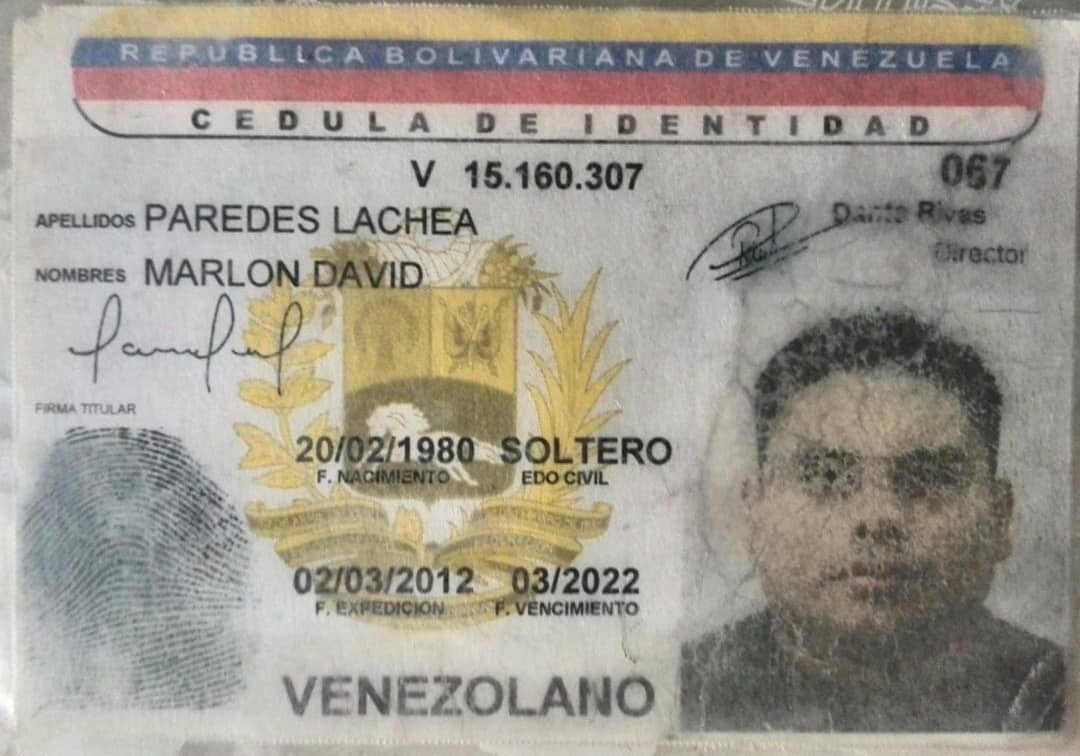 REPUBLICA BOLIVARIANA DE VENEZUELA
CEDULA DE IDENTIDAD
V 15.160.307
067
APELLIDOS PAREDES LACHEA
Dante Rivas
Director
NOMBRES MARLON DAVID
FIRMA TITULAR
20/02/1980 SOLTERO
F. NACIMIENTO EDO CIVIL
02/03/2012 03/2022
F. EXPEDICION F. VENCIMIENTO
VENEZOLANO